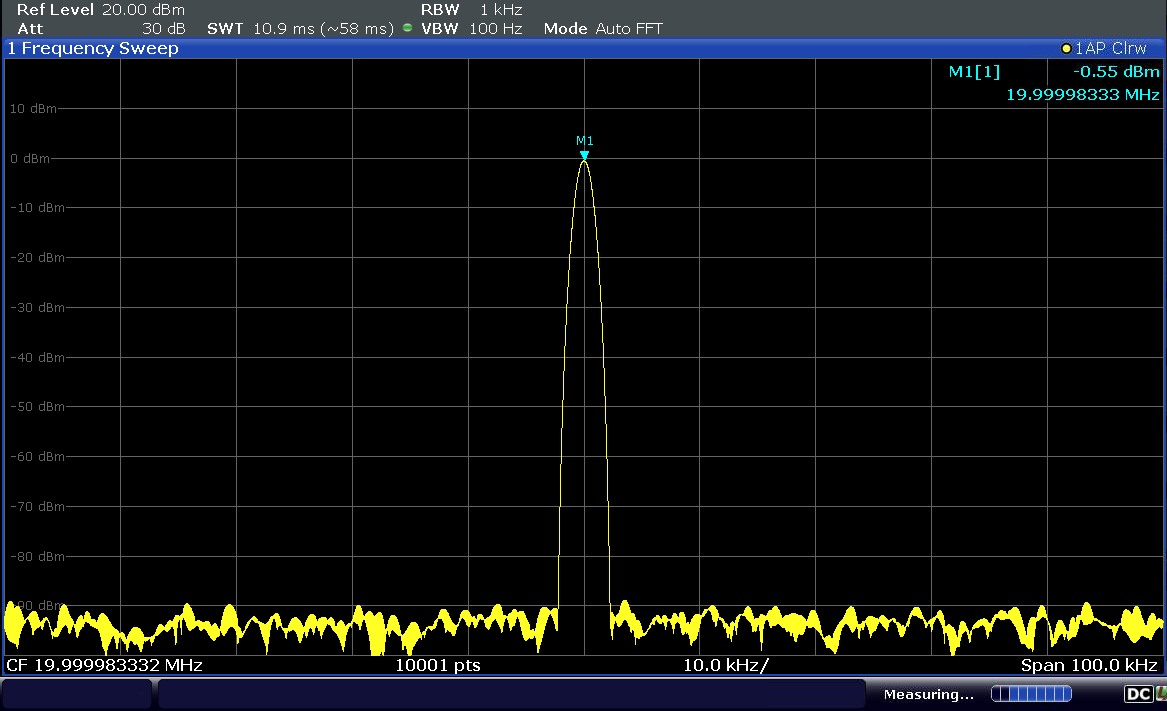 Ref Level 20.00 dBm RBW 1 kHz
Att 30 dB SWT 10.9 ms (~58 ms) VBW 100 Hz Mode Auto FFT
1 Frequency Sweep 1AP Clrw
M1[1] -0.55 dBm
19.99998333 MHz
10 dBm
M1
0 dBm
-10 dBm
-20 dBm
-30 dBm
-40 dBm
-50 dBm
-60 dBm
-70 dBm
-80 dBm
90 dBm
CF 19.999983332 MHz 10001 pts 10.0 kHz/ Span 100.0 kHz
Measuring... DC